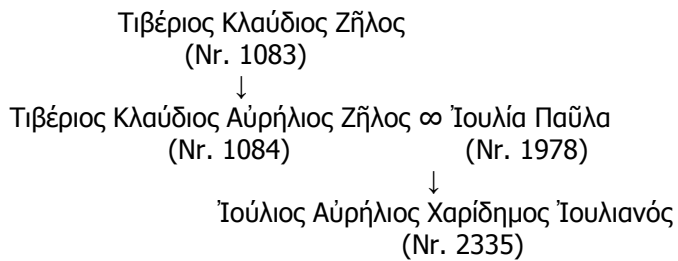 Τιβέριος Κλαύδιος Ζῆλος
(Nr. 1083)
↓
Τιβέριος Κλαύδιος Αὐρήλιος Ζῆλος ∞ Ἰουλία Παῦλα
(Nr. 1084) (Nr. 1978)
↓
Ἰούλιος Αὐρήλιος Χαρίδημος Ἰουλιανός
(Nr. 2335)